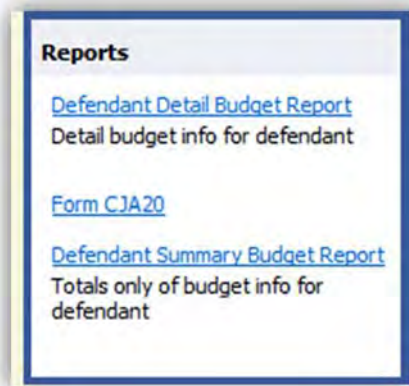 Reports
Defendant Detail Budget Report
Detail budget info for defendant
Form CJA20
Defendant Summary Budget Report
Totals only of budget info for
defendant